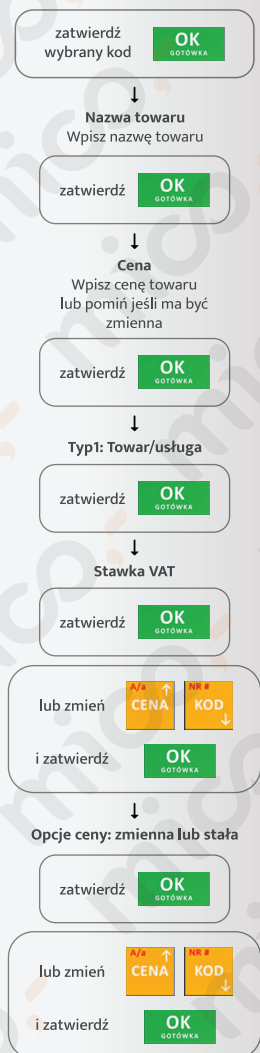 zatwierdź
wybrany kod
OK
GOTÓWKA
↓
Nazwa towaru
Wpisz nazwę towaru
zatwierdź
OK
GOTÓWKA
↓
Cena
Wpisz cenę towaru
lub pomiń jeśli ma być
zmienna
zatwierdź
OK
GOTÓWKA
↓
Typ1: Towar/usługa
zatwierdź
OK
GOTÓWKA
↓
Stawka VAT
zatwierdź
OK
GOTÓWKA
lub zmień
A/a ↑
CENA
NR #
KOD
↓
i zatwierdź
OK
GOTÓWKA
↓
Opcje ceny: zmienna lub stała
zatwierdź
OK
GOTÓWKA
lub zmień
A/a ↑
CENA
NR #
KOD
↓
i zatwierdź
OK
GOTÓWKA